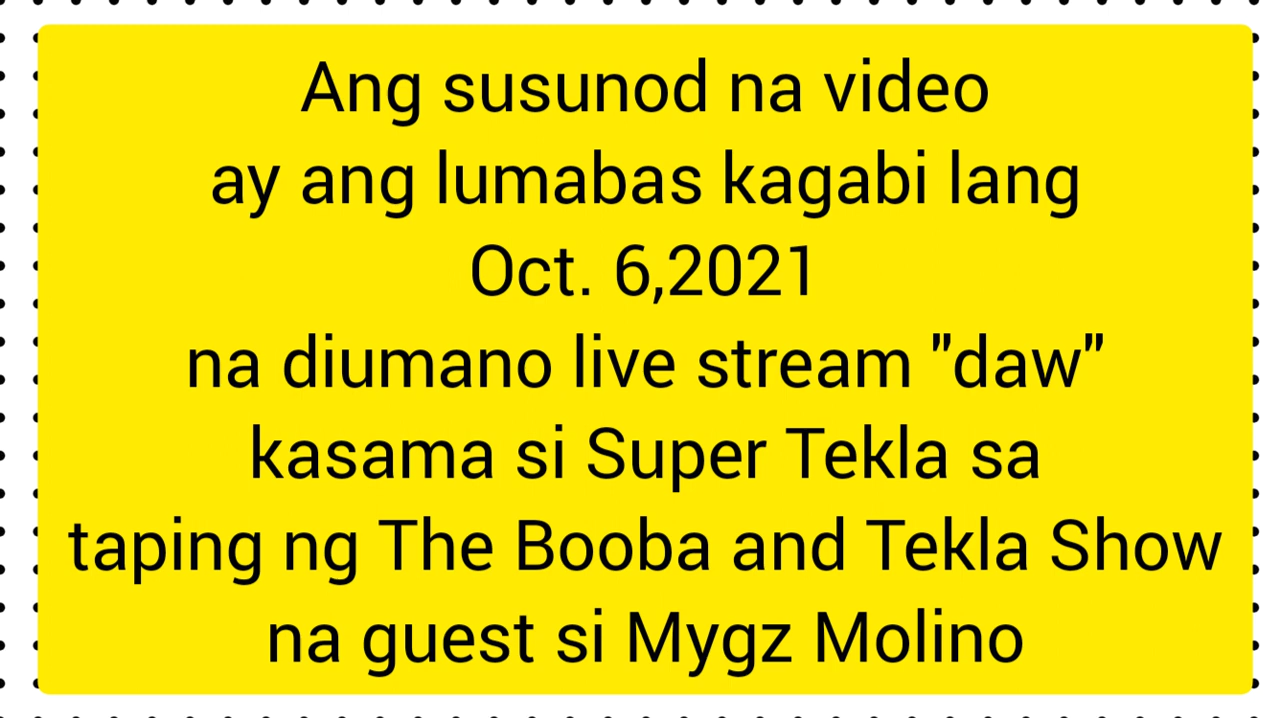 Ang susunod na video
ay ang lumabas kagabi lang
Oct. 6,2021
na diumano live stream "daw"
kasama si Super Tekla sa
taping ng The Booba and Tekla Show
na guest si Mygz Molino